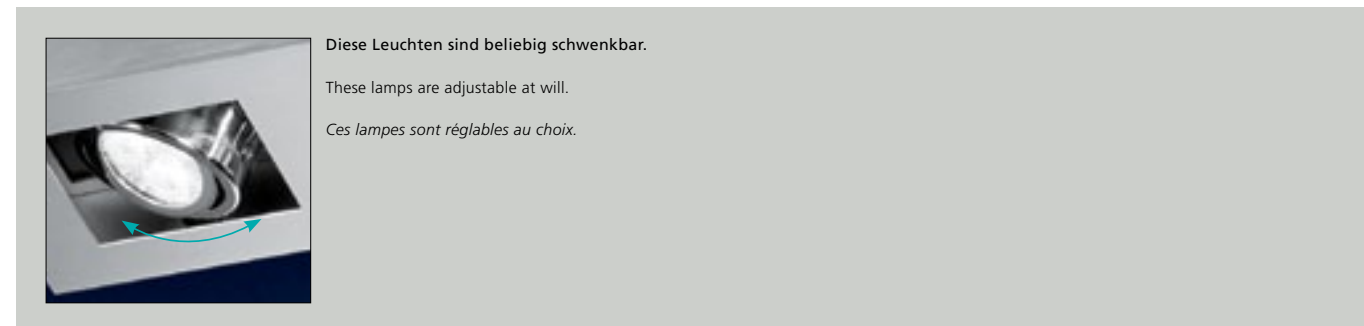 Diese Leuchten sind beliebig schwenkbar.
These lamps are adjustable at will.
Ces lampes sont réglables au choix.